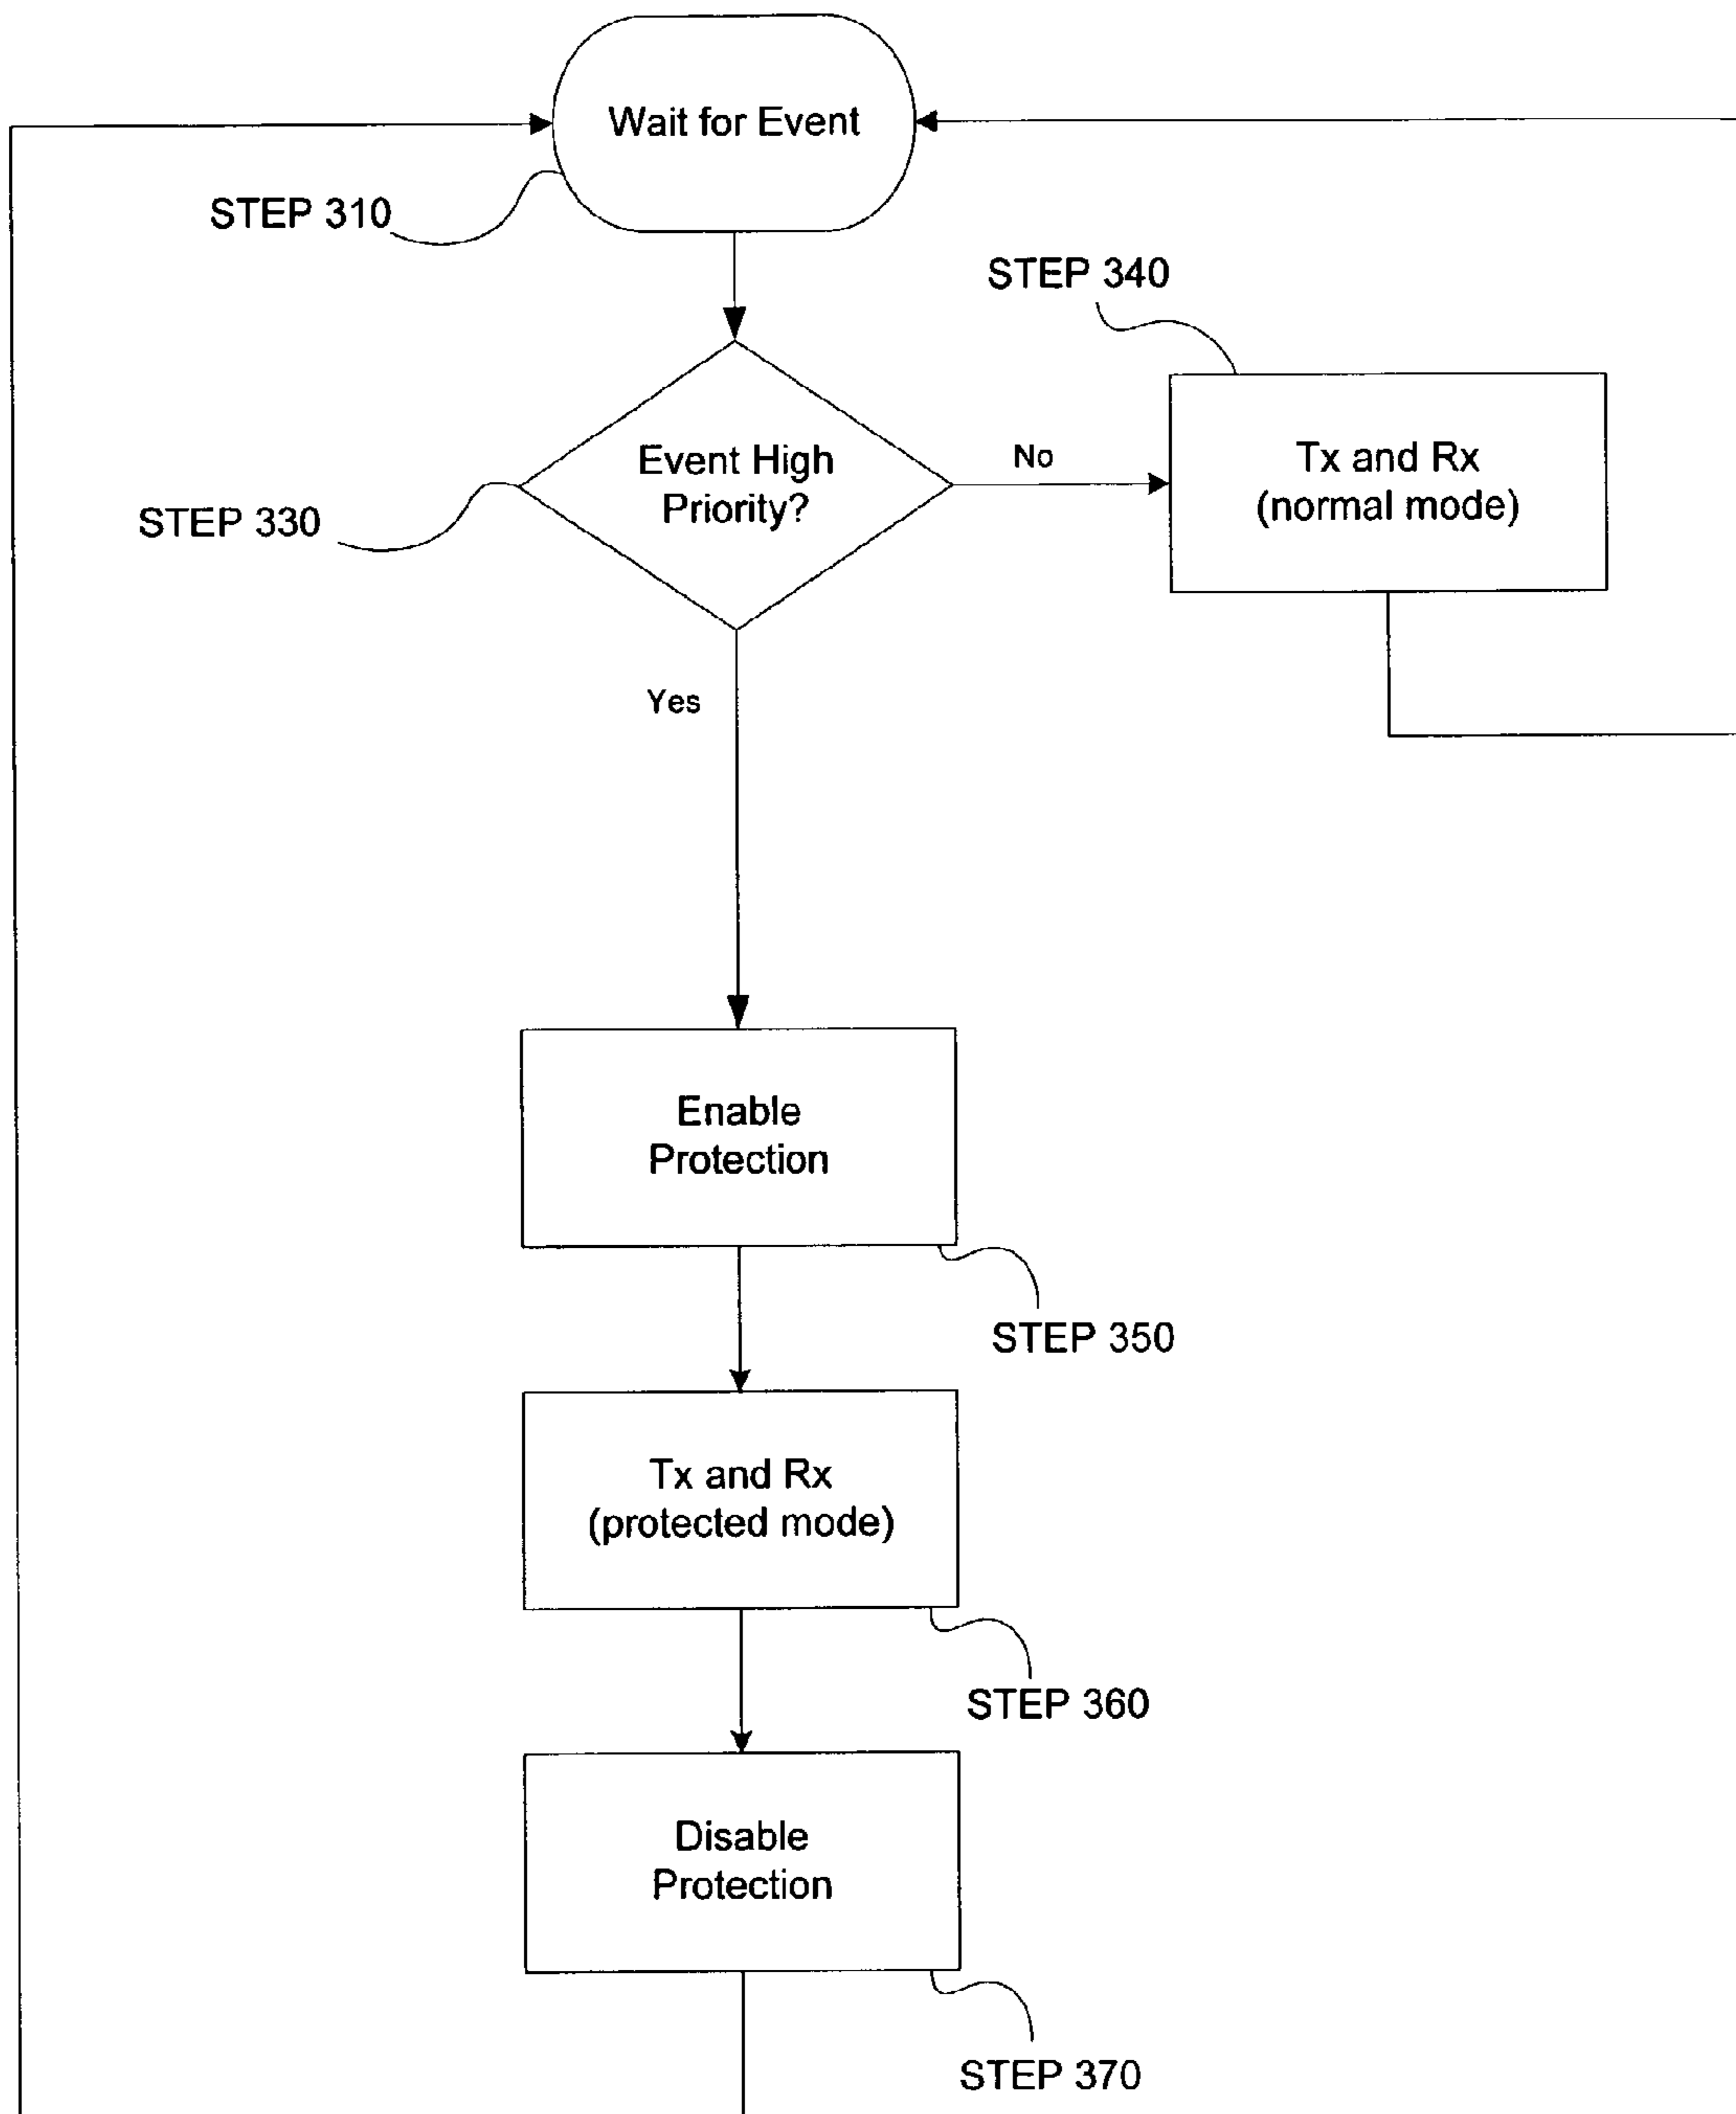 Wait for Event
STEP 310
STEP 340
Event High
Priority?
No
Tx and Rx
(normal mode)
STEP 330
Yes
Enable
Protection
STEP 350
Tx and Rx
(protected mode)
STEP 360
Disable
Protection
STEP 370